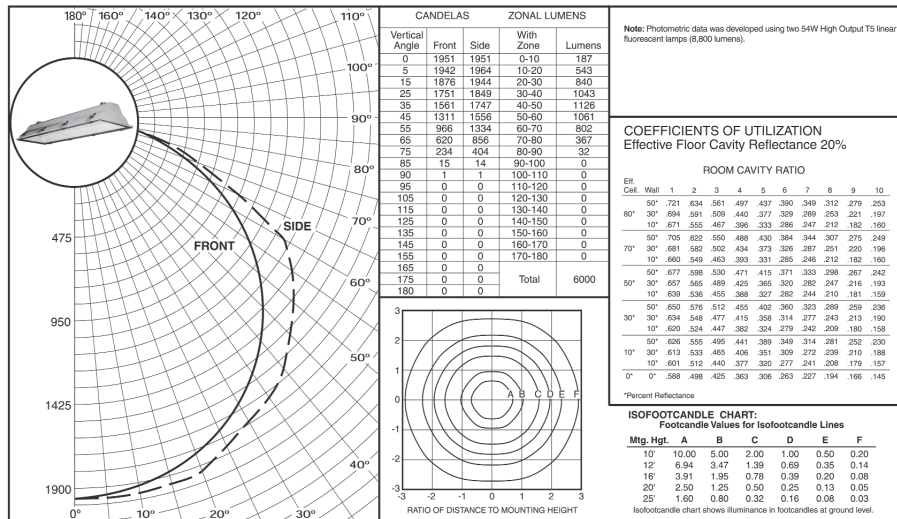 180° 160° 140° 130° 120° 110°
100°
90°
80°
70°
60°
50°
40°
0° 10° 20° 30°
475
950
1425
1900
FRONT
SIDE
CANDELAS ZONAL LUMENS
Vertical Angle Front Side With Zone Lumens
0 1951 1951 0-10 187
5 1942 1964 10-20 543
15 1876 1944 20-30 840
25 1751 1849 30-40 1043
35 1561 1747 40-50 1126
45 1311 1556 50-60 1061
55 966 1334 60-70 802
65 620 856 70-80 367
75 234 404 80-90 32
85 15 14 90-100 0
90 1 1 100-110 0
95 0 0 110-120 0
105 0 0 120-130 0
115 0 0 130-140 0
125 0 0 140-150 0
135 0 0 150-160 0
145 0 0 160-170 0
155 0 0 170-180 0
165 0 0
175 0 0 Total 6000
180 0 0
3
2
1
0 A B C D E F
-1
-2
-3
-3 -2 -1 0 1 2 3
RATIO OF DISTANCE TO MOUNTING HEIGHT
Note: Photometric data was developed using two 54W High Output T5 linear
fluorescent lamps (8,800 lumens).
COEFFICIENTS OF UTILIZATION
Effective Floor Cavity Reflectance 20%
ROOM CAVITY RATIO
Eff.
Ceil. Wall 1 2 3 4 5 6 7 8 9 10
50* .721 .634 .561 .497 .437 .390 .349 .312 .279 .253
80* 30* .694 .591 .509 .440 .377 .329 .289 .253 .221 .197
10* .671 .555 .467 .396 .333 .286 .247 .212 .182 .160
50* .705 .622 .550 .488 .430 .384 .344 .307 .275 .249
70* 30* .681 .582 .502 .434 .373 .326 .287 .251 .220 .196
10* .660 .549 .463 .393 .331 .285 .246 .212 .182 .160
50* .677 .598 .530 .471 .415 .371 .333 .298 .267 .242
50* 30* .657 .565 .489 .425 .365 .320 .282 .247 .216 .193
10* .639 .536 .455 .388 .327 .282 .244 .210 .181 .159
50* .650 .576 .512 .455 .402 .360 .323 .289 .259 .236
30* 30* .634 .548 .477 .415 .358 .314 .277 .243 .213 .190
10* .620 .524 .447 .382 .324 .279 .242 .209 .180 .158
50* .626 .555 .495 .441 .389 .349 .314 .281 .252 .230
10* 30* .613 .533 .465 .406 .351 .309 .272 .239 .210 .188
10* .601 .512 .440 .377 .320 .277 .241 .208 .179 .157
0* 0* .588 .498 .425 .363 .306 .263 .227 .194 .166 .145
*Percent Reflectance
ISOFOOTCANDLE CHART:
Footcandle Values for Isofootcandle Lines
Mtg. Hgt. A B C D E F
10' 10.00 5.00 2.00 1.00 0.50 0.20
12' 6.94 3.47 1.39 0.69 0.35 0.14
16' 3.91 1.95 0.78 0.39 0.20 0.08
20' 2.50 1.25 0.50 0.25 0.13 0.05
25' 1.60 0.80 0.32 0.16 0.08 0.03
Isofootcandle chart shows illuminance in footcandles at ground level.